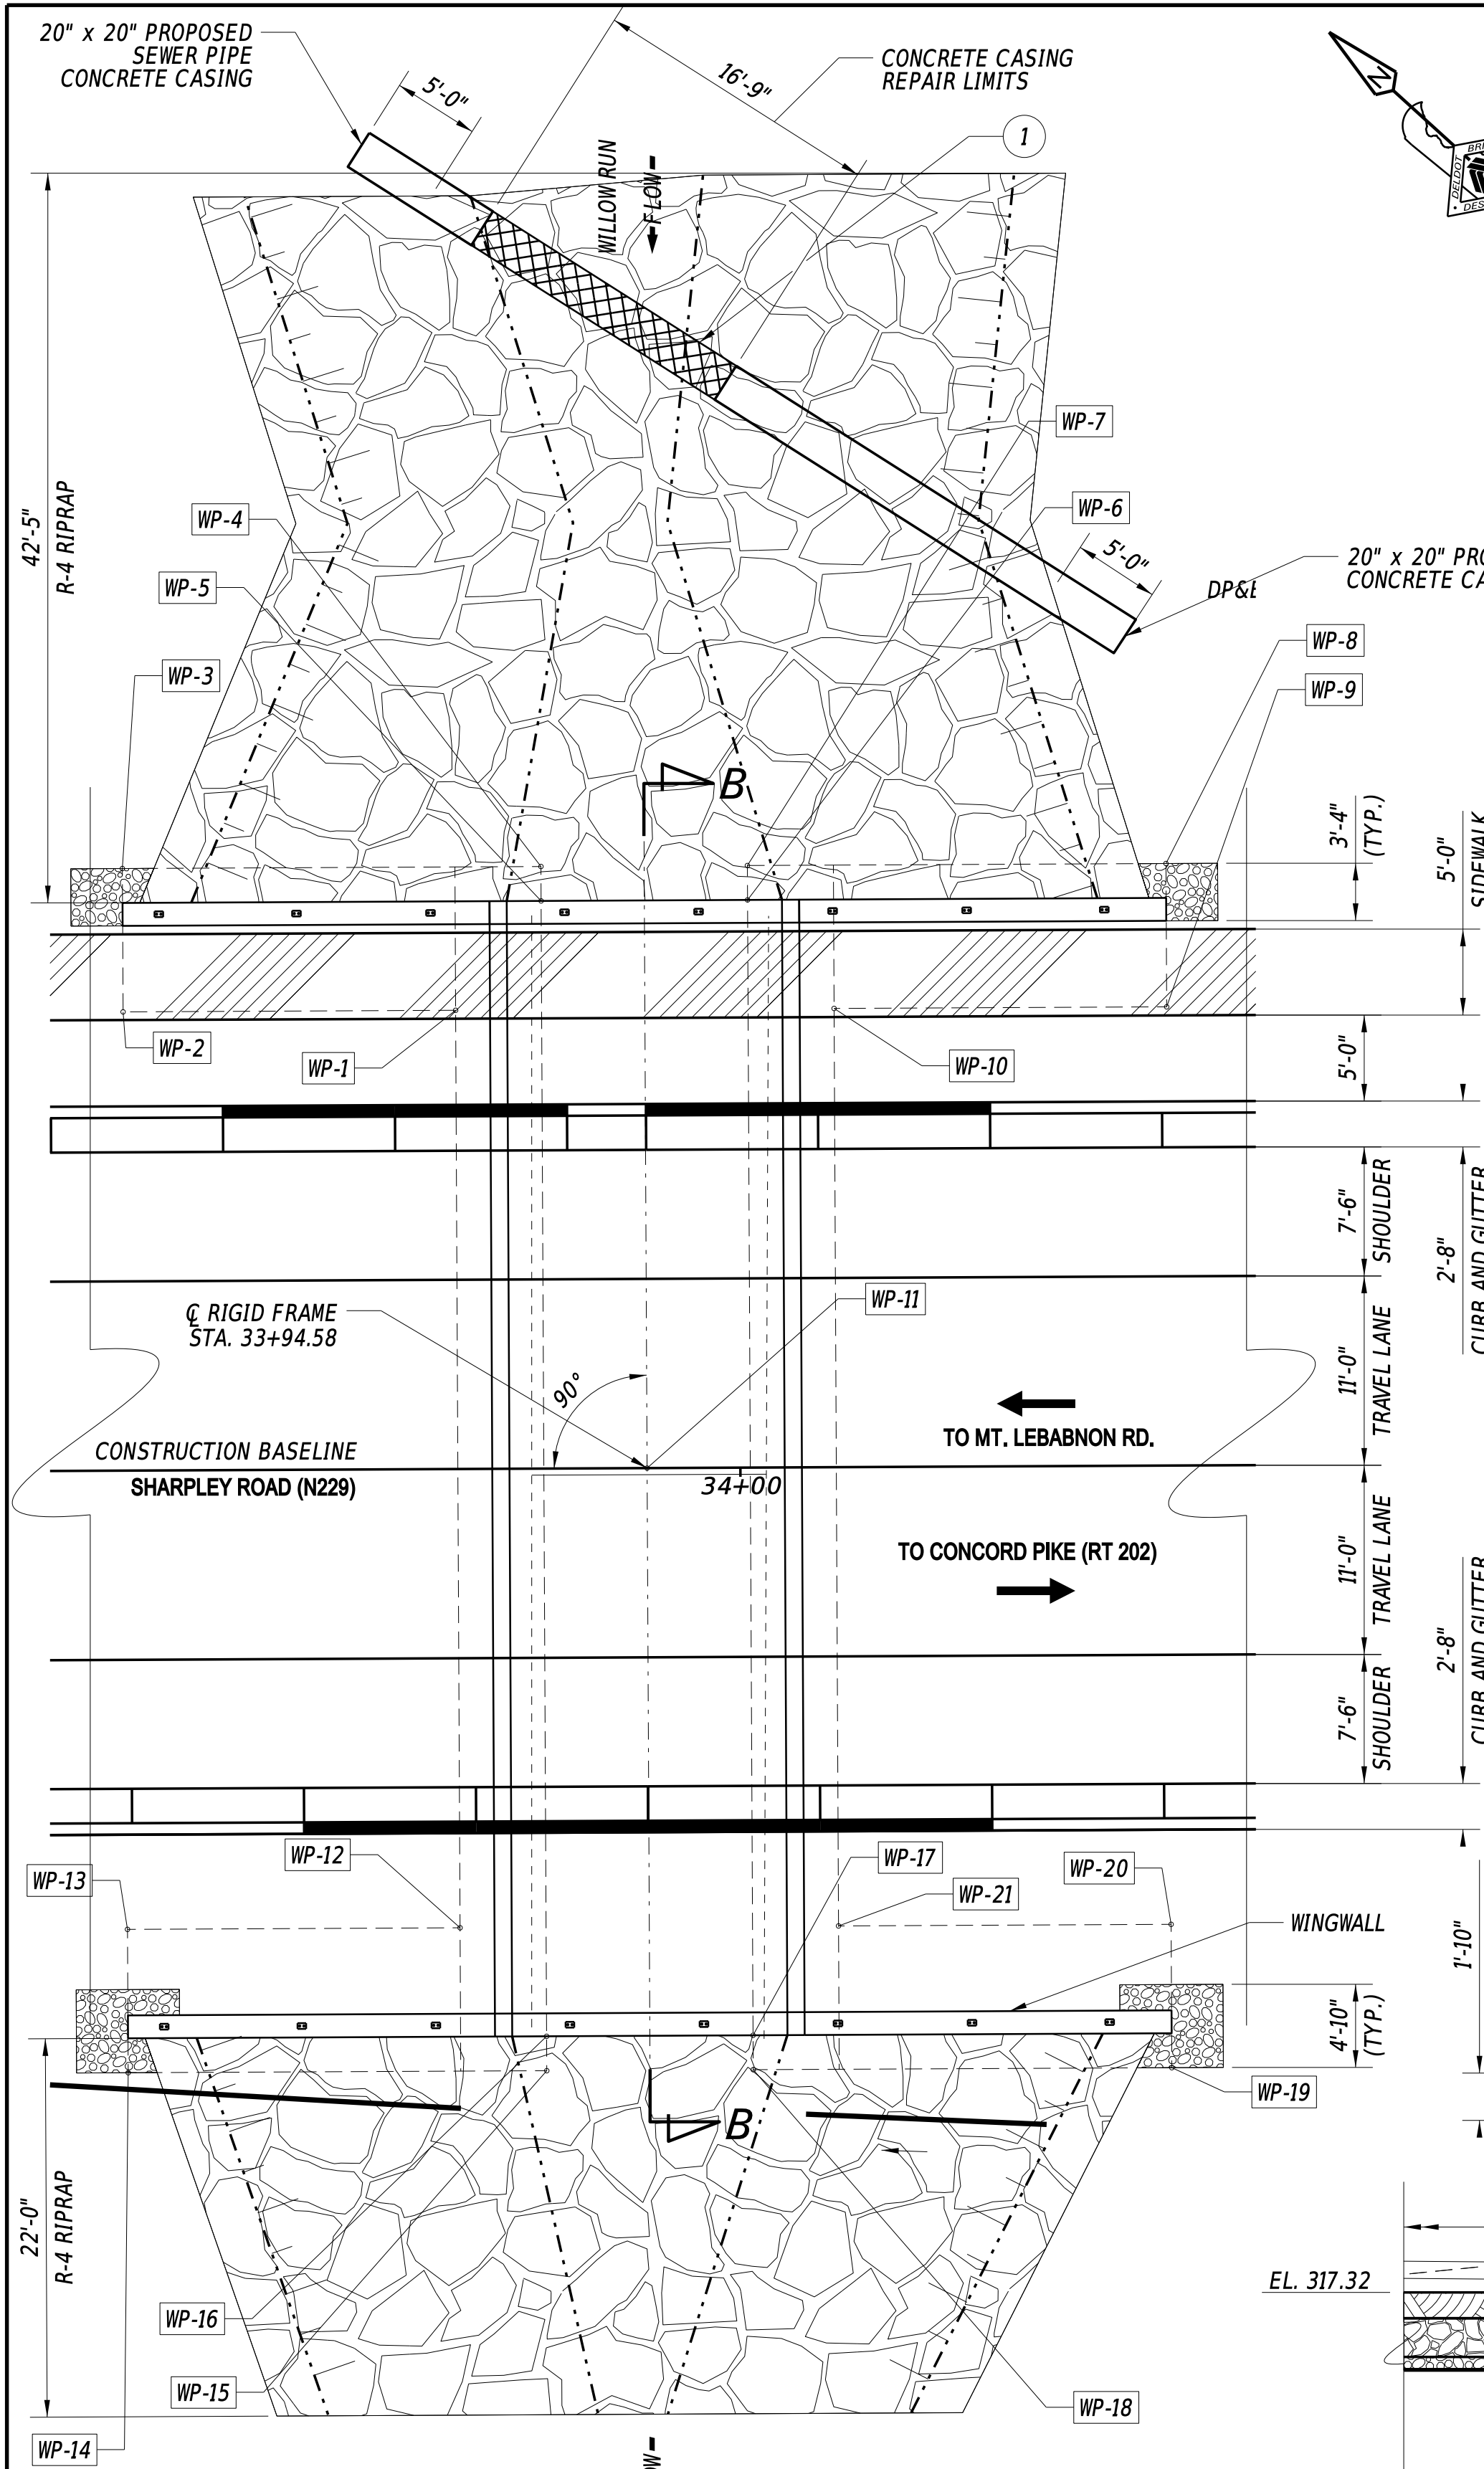 20" x 20" PROPOSED
SEWER PIPE
CONCRETE CASING
5'-0"
16'-9"
CONCRETE CASING
REPAIR LIMITS
1
N
DELDOT
WILLOW RUN
FLOW
42'-5"
R-4 RIPRAP
WP-7
WP-4
WP-6
WP-5
5'-0"
DP&E
20" x 20" PRO
CONCRETE CA
WP-3
WP-8
WP-9
B
3'-4"
(TYP.)
5'-0"
SIDEWALK
WP-2
WP-1
WP-10
5'-0"
7'-6"
SHOULDER
2'-8"
CURB AND GUTTER
℄ RIGID FRAME
STA. 33+94.58
WP-11
90°
11'-0"
TRAVEL LANE
TO MT. LEBABNON RD.
CONSTRUCTION BASELINE
SHARPLEY ROAD (N229)
34+00
TO CONCORD PIKE (RT 202)
11'-0"
TRAVEL LANE
2'-8"
CURB AND GUTTER
7'-6"
SHOULDER
WP-12
WP-13
WP-17
WP-20
WP-21
WINGWALL
1'-10"
4'-10"
(TYP.)
WP-19
B
22'-0"
R-4 RIPRAP
EL. 317.32
WP-16
WP-15
WP-18
WP-14
OW